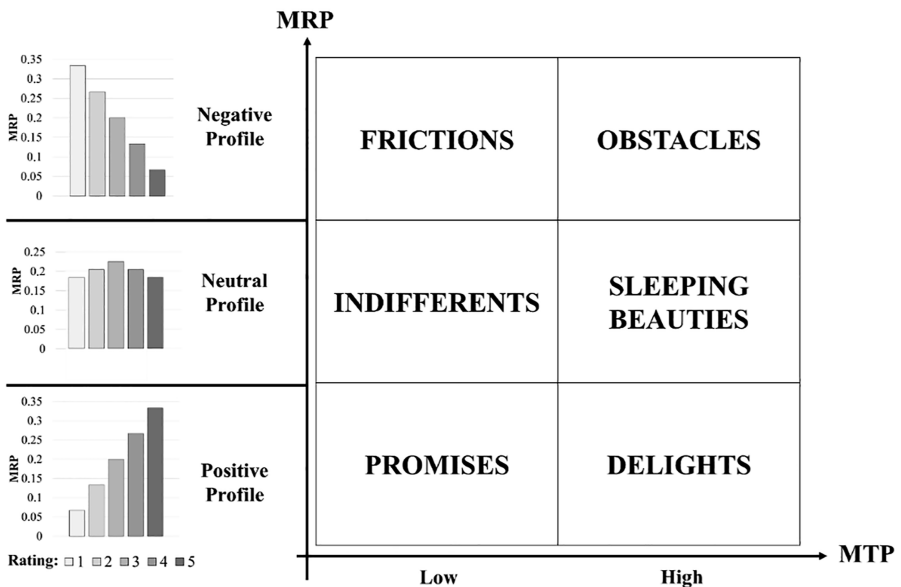 MRP
0.35
0.3
0.25
0.2
0.15
0.1
0.05
0
MRP
Negative
Profile
FRICTIONS
OBSTACLES
0.25
0.2
0.15
0.1
0.05
0
MRP
Neutral
Profile
INDIFFERENTS
SLEEPING
BEAUTIES
0.35
0.3
0.25
0.2
0.15
0.1
0.05
0
MRP
Positive
Profile
PROMISES
DELIGHTS
Rating: 1 2 3 4 5
Low
High
MTP